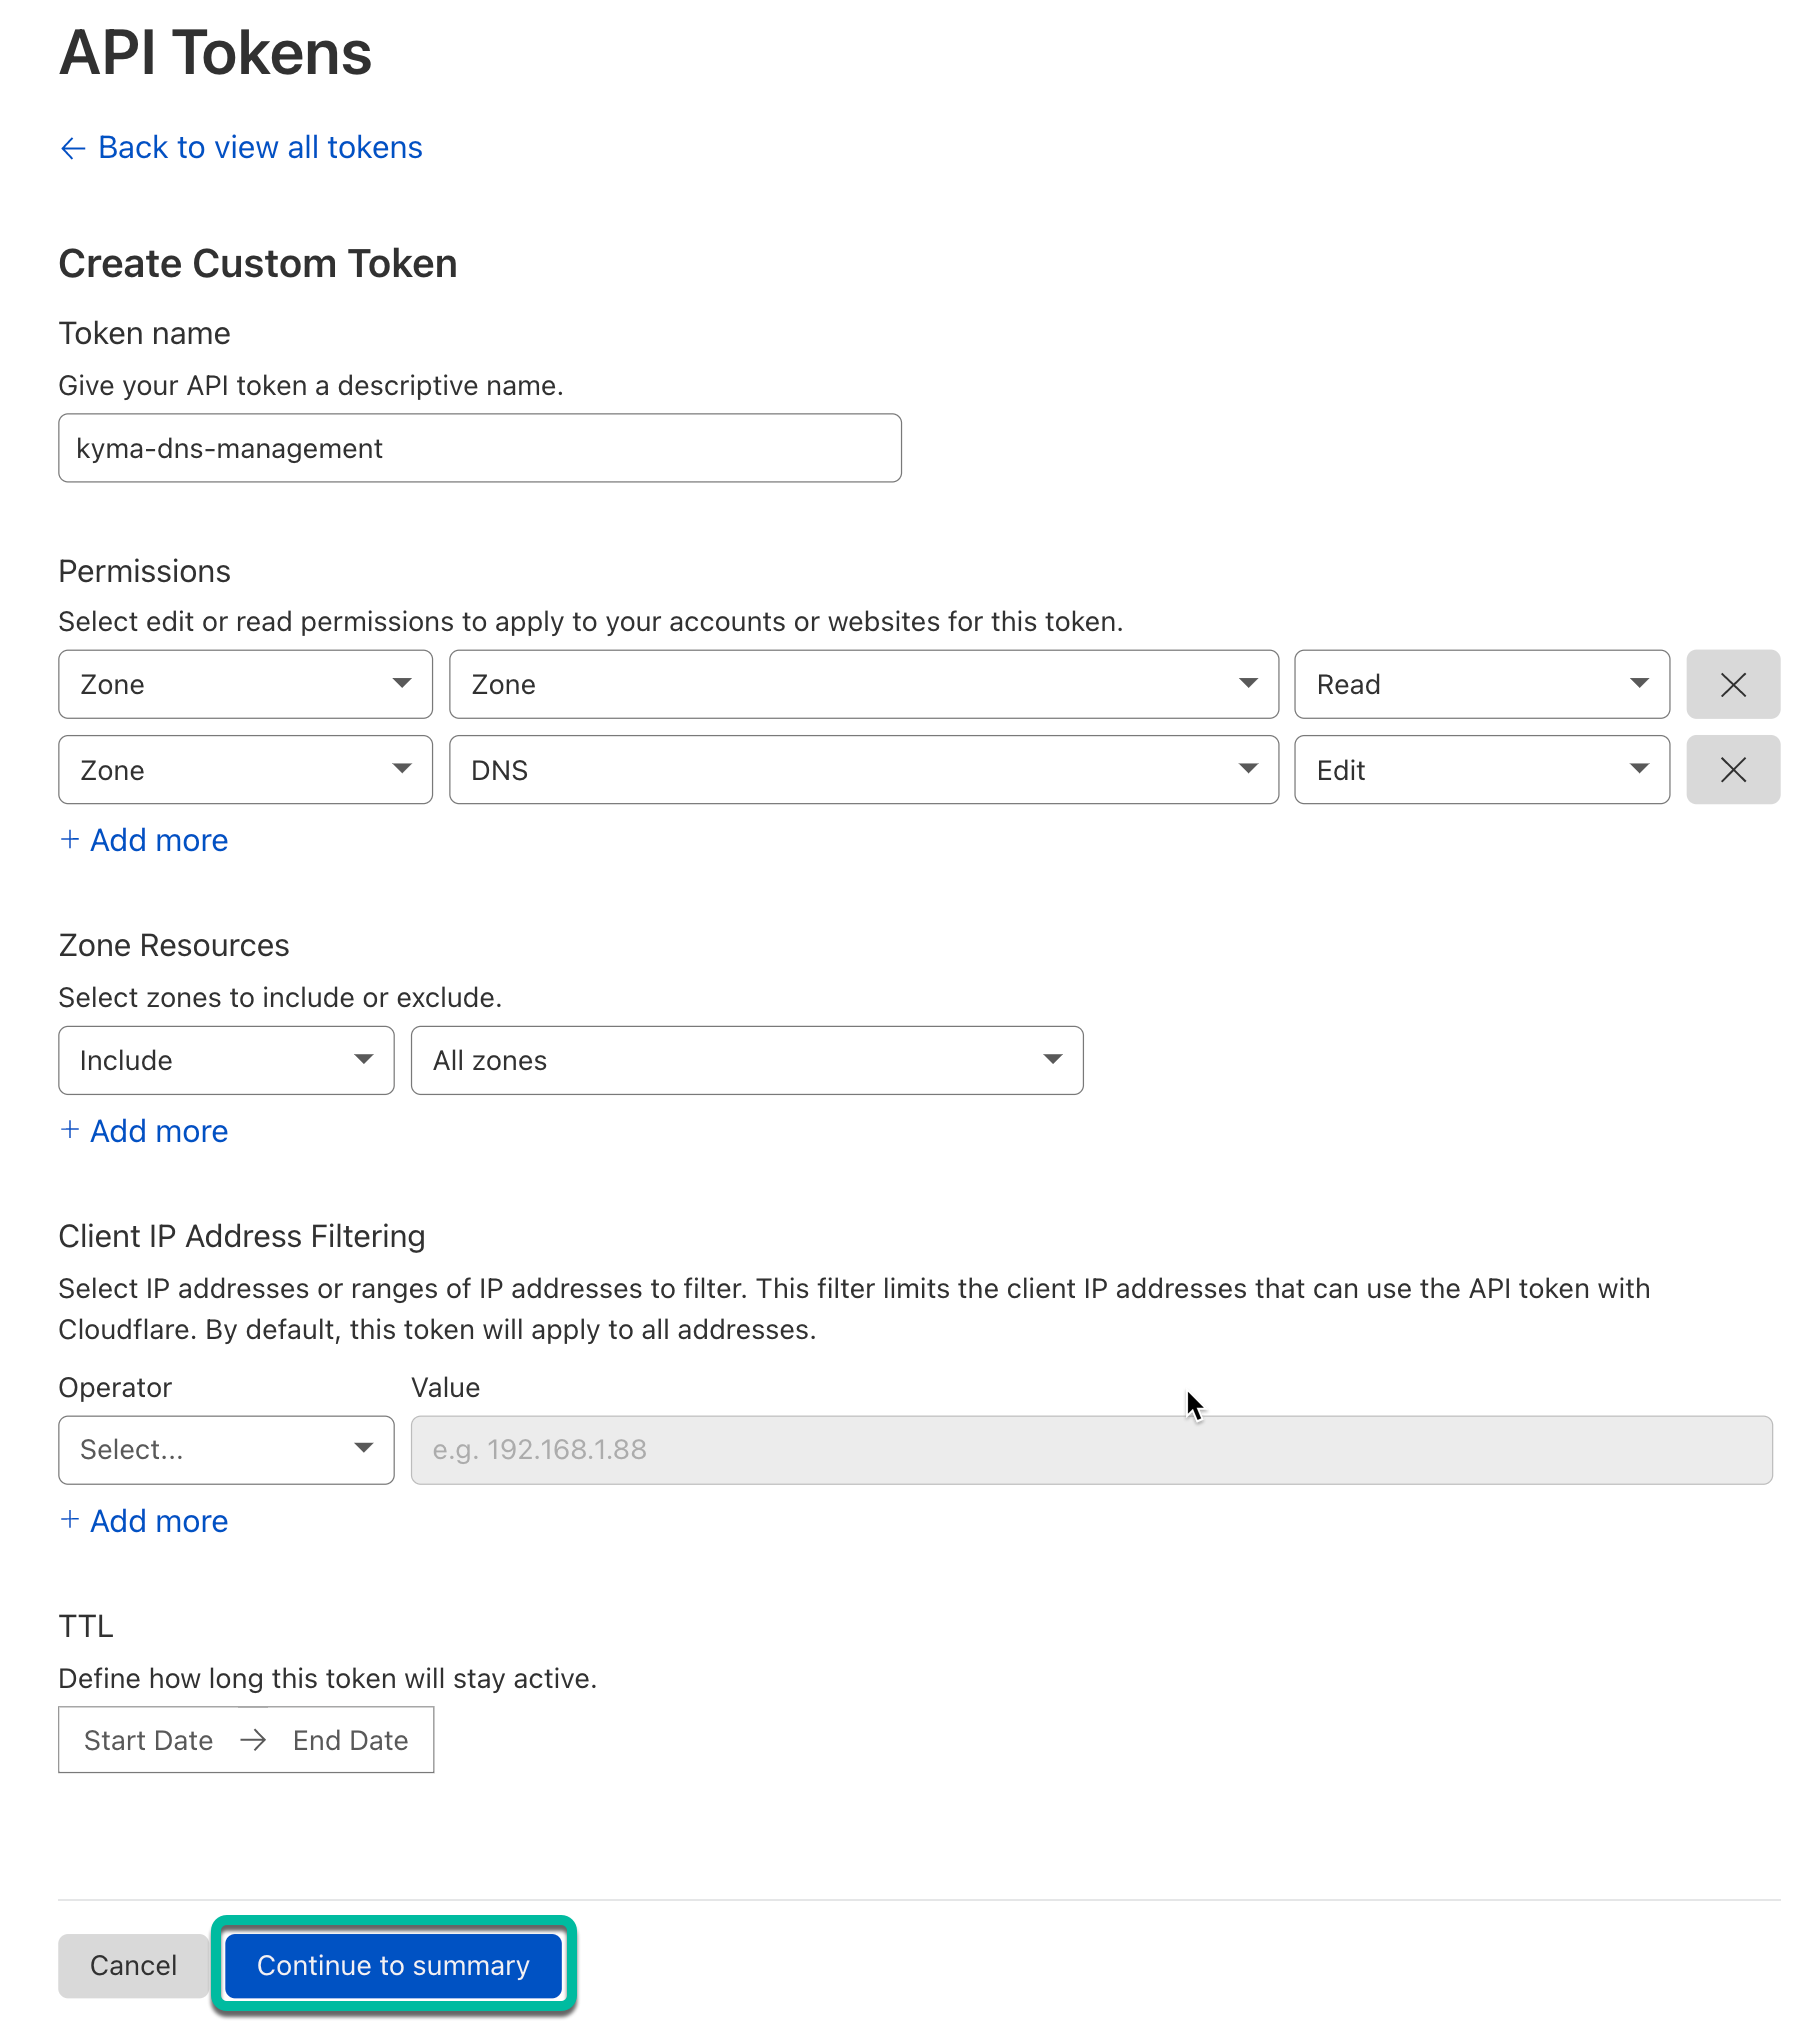 API Tokens
← Back to view all tokens
Create Custom Token
Token name
Give your API token a descriptive name.
kyma-dns-management
Permissions
Select edit or read permissions to apply to your accounts or websites for this token.
Zone Zone Read
Zone DNS Edit
+ Add more
Zone Resources
Select zones to include or exclude.
Include All zones
+ Add more
Client IP Address Filtering
Select IP addresses or ranges of IP addresses to filter. This filter limits the client IP addresses that can use the API token with
Cloudflare. By default, this token will apply to all addresses.
Operator Value
Select... e.g. 192.168.1.88
+ Add more
TTL
Define how long this token will stay active.
Start Date → End Date
Cancel Continue to summary